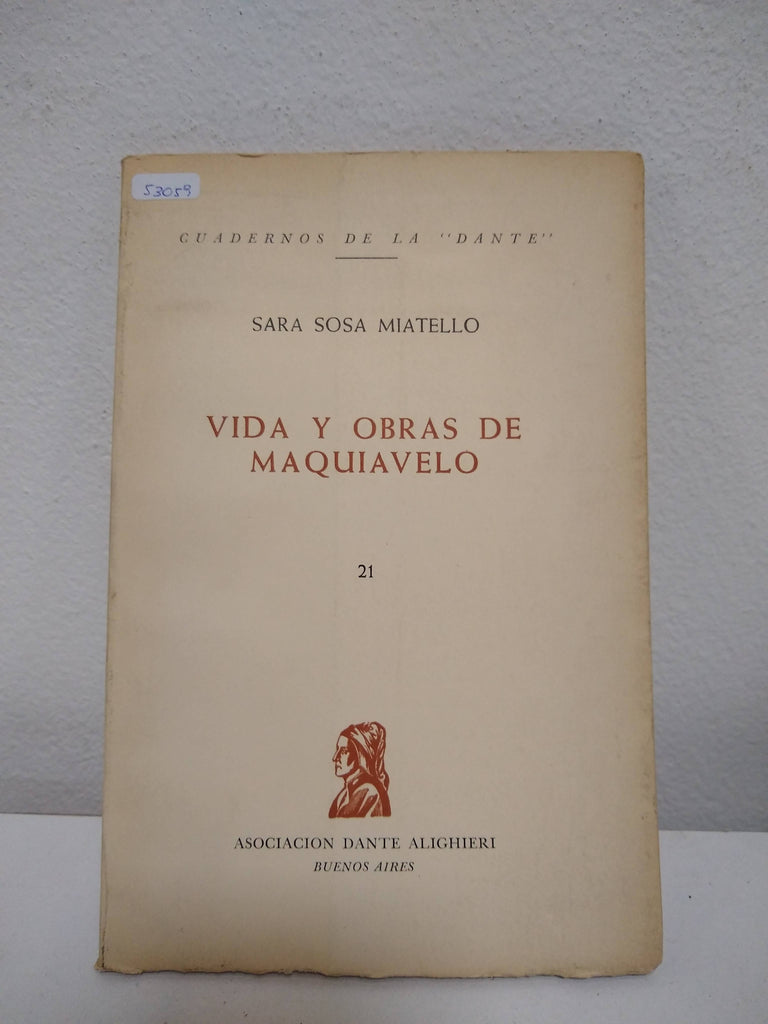 53059
CUADERNOS DE LA "DANTE"
SARA SOSA MIATELLO
VIDA Y OBRAS DE
MAQUIAVELO
21
ASOCIACION DANTE ALIGHIERI
BUENOS AIRES